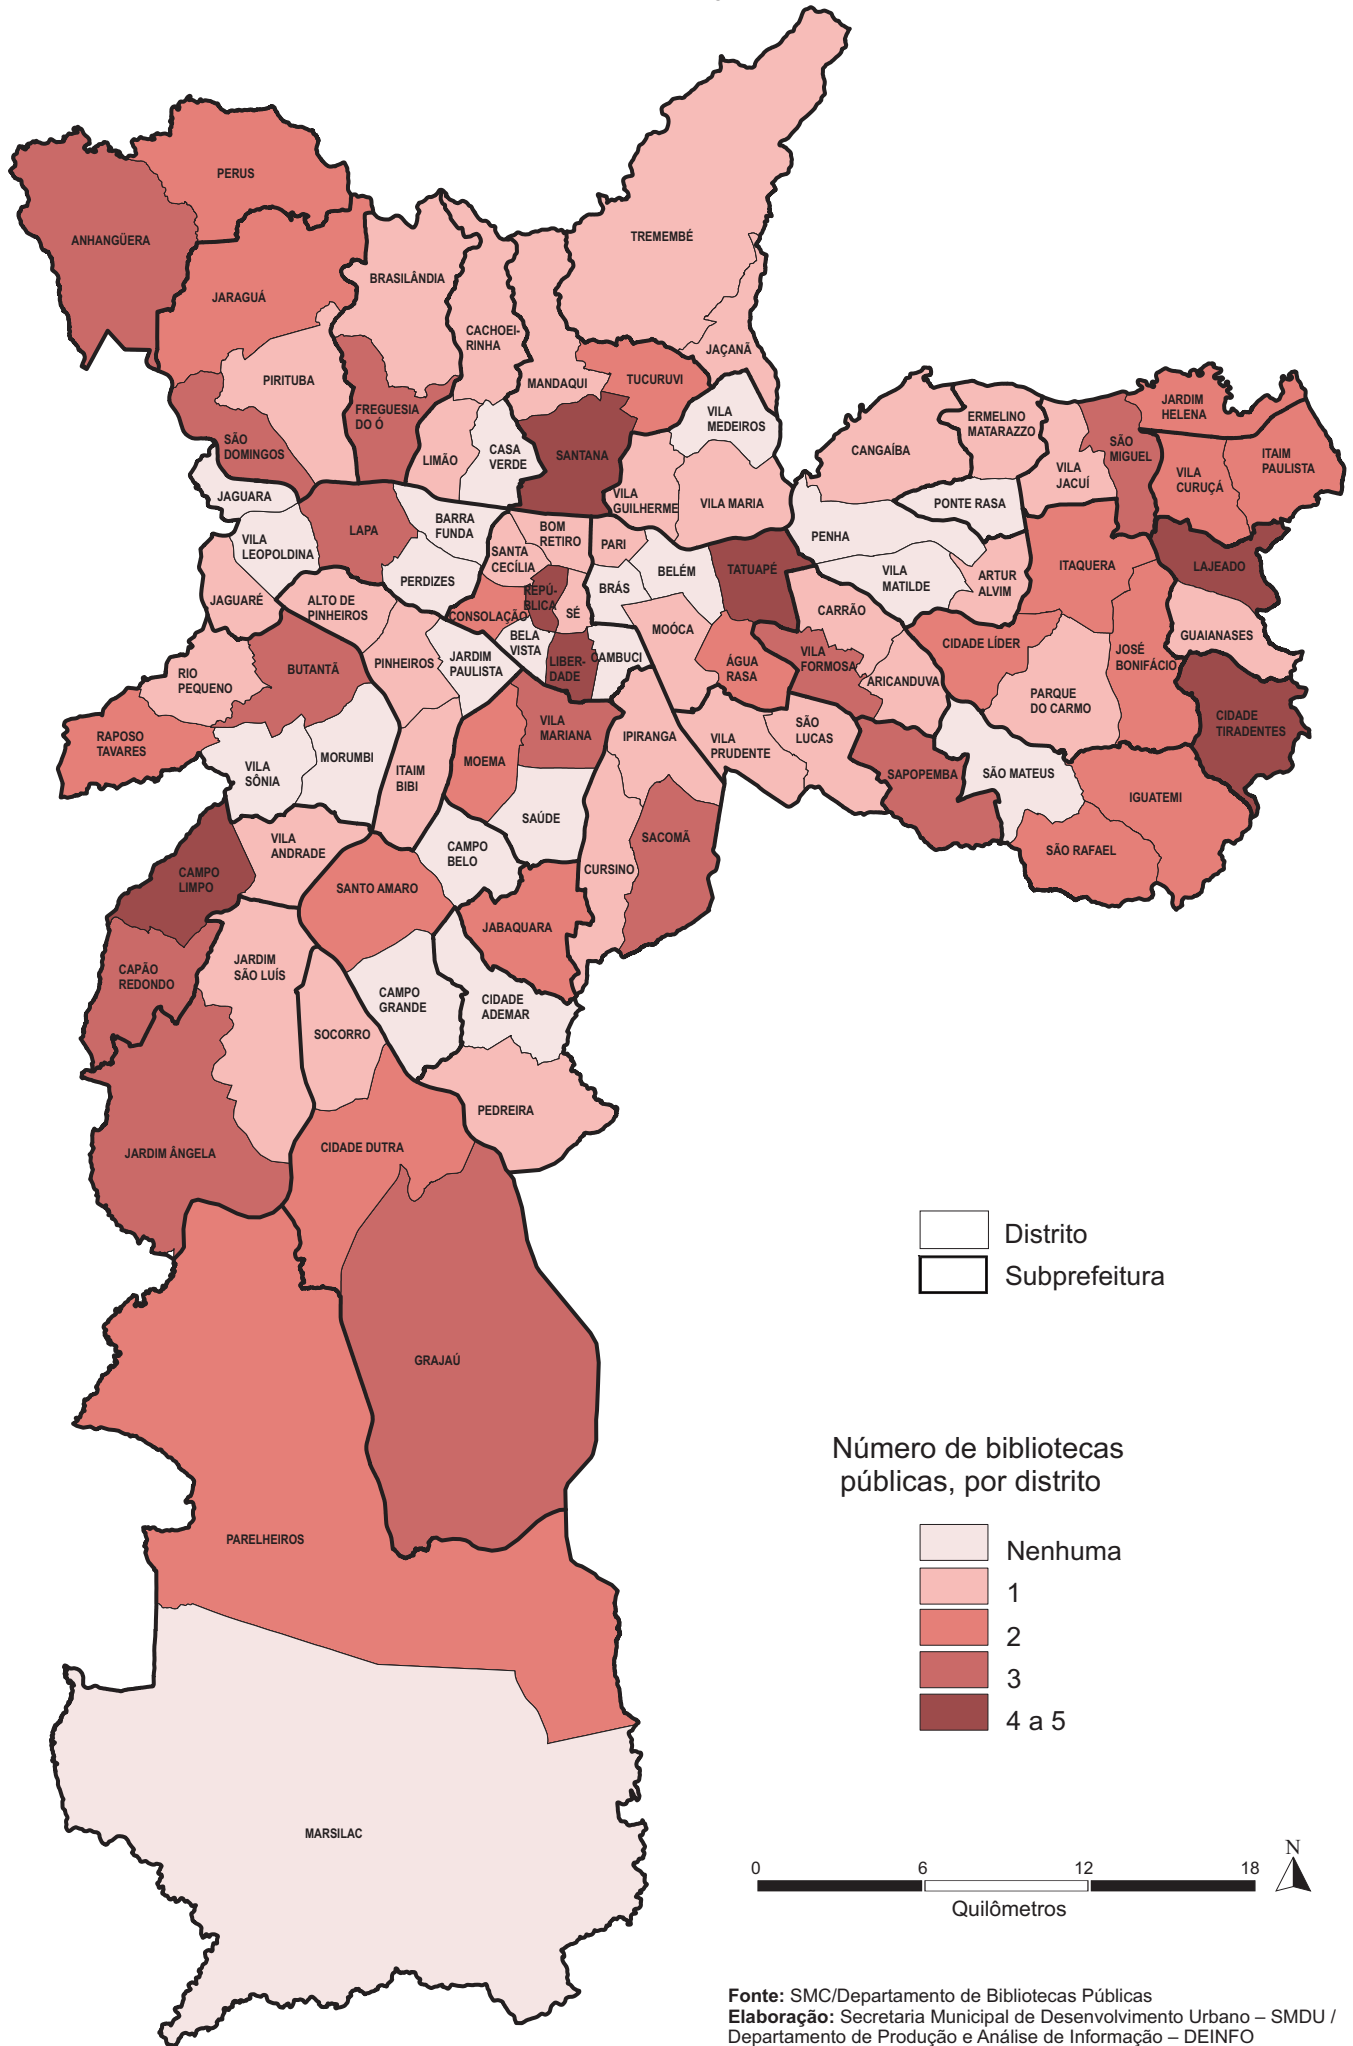 PERUS
ANHANGÜERA
TREMEMBÉ
JARAGUÁ
BRASILÂNDIA
CACHOEI-
RINHA
JAÇANÃ
PIRITUBA
MANDAQUI
TUCURUVI
FREGUESIA
DO Ó
VILA
MEDEIROS
SÃO
DOMINGOS
LIMÃO
CASA
VERDE
SANTANA
JAGUARA
VILA
GUILHERME
VILA MARIA
CANGAÍBA
ERMELINO
MATARAZZO
VILA
JACUÍ
SÃO
MIGUEL
JARDIM
HELENA
VILA
CURUÇÁ
ITAIM
PAULISTA
VILA
LEOPOLDINA
LAPA
BARRA
FUNDA
BOM
RETIRO
PARI
PENHA
PONTE RASA
SANTA
CECÍLIA
PERDIZES
BELÉM
TATUAPÉ
VILA
MATILDE
ARTUR
ALVIM
ITAQUERA
LAJEADO
JAGUARÉ
ALTO DE
PINHEIROS
CONSOLAÇÃO
REPÚ-
BLICA
SÉ
BRÁS
MOÓCA
CARRÃO
GUAIANASES
RIO
PEQUENO
BUTANTÃ
PINHEIROS
JARDIM
PAULISTA
BELA
VISTA
LIBER-
DADE
CAMBUCI
ÁGUA
RASA
VILA
FORMOSA
ARICANDUVA
CIDADE LÍDER
JOSÉ
BONIFÁCIO
PARQUE
DO CARMO
CIDADE
TIRADENTES
RAPOSO
TAVARES
VILA
SÔNIA
MORUMBI
ITAIM
BIBI
MOEMA
VILA
MARIANA
IPIRANGA
VILA
PRUDENTE
SÃO
LUCAS
SAPOPEMBA
SÃO MATEUS
IGUATEMI
SAÚDE
VILA
ANDRADE
CAMPO
BELO
SACOMÃ
CURSINO
SÃO RAFAEL
CAMPO
LIMPO
SANTO AMARO
JABAQUARA
CAPÃO
REDONDO
JARDIM
SÃO LUÍS
CAMPO
GRANDE
CIDADE
ADEMAR
SOCORRO
PEDREIRA
JARDIM ÂNGELA
CIDADE DUTRA
Distrito
Subprefeitura
GRAJAÚ
Número de bibliotecas
públicas, por distrito
PARELHEIROS
Nenhuma
1
2
3
4 a 5
MARSILAC
N
0 6 12 18
Quilômetros
Fonte: SMC/Departamento de Bibliotecas Públicas
Elaboração: Secretaria Municipal de Desenvolvimento Urbano – SMDU /
Departamento de Produção e Análise de Informação – DEINFO